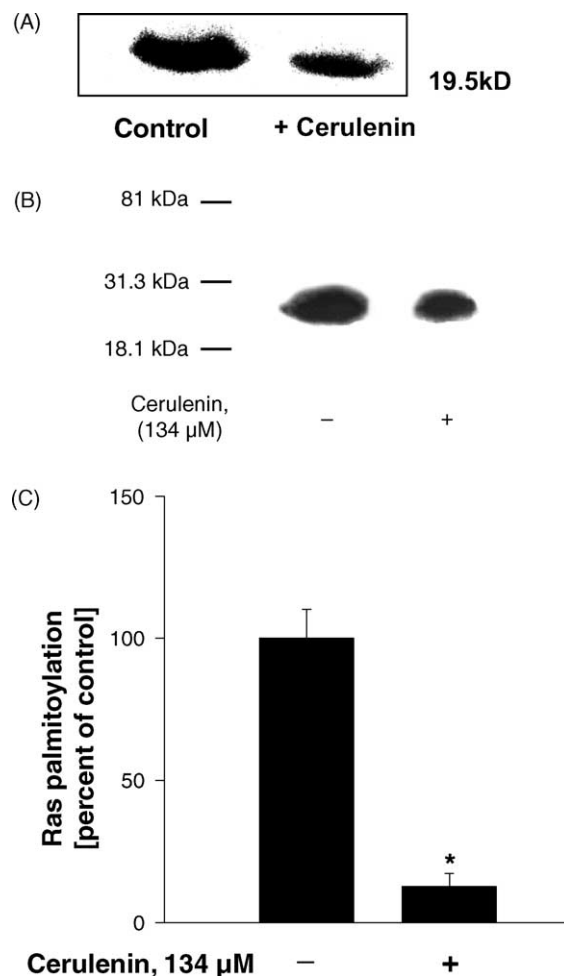 (A)
19.5kD
Control + Cerulenin
(B)
81 kDa
31.3 kDa
18.1 kDa
Cerulenin,
(134 µM)
– +
(C)
150
100
50
0
Ras palmitoylation
[percent of control]
*
Cerulenin, 134 µM – +